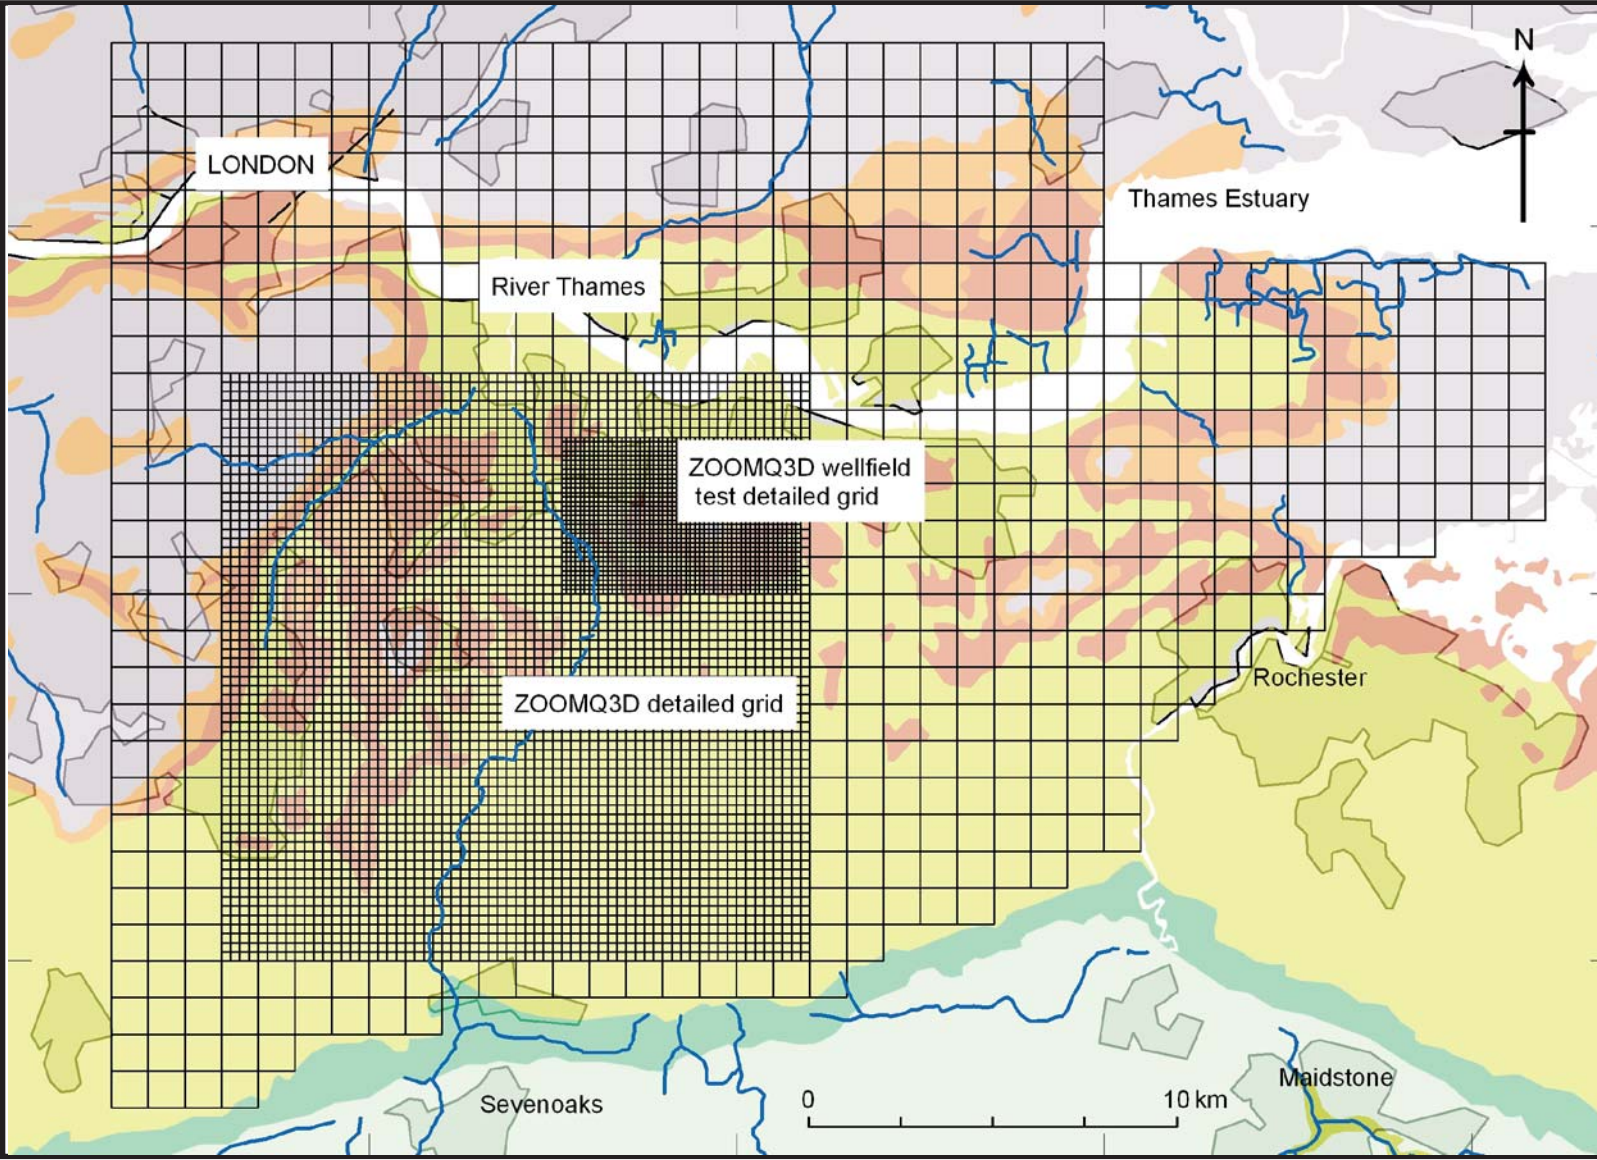 N
LONDON
Thames Estuary
River Thames
ZOOMQ3D wellfield
test detailed grid
Rochester
ZOOMQ3D detailed grid
Maidstone
Sevenoaks
0
10 km